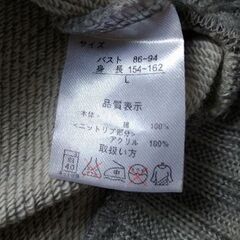 サイズ
バスト 86-94
身 長 154-162
L
品質表示
本体
綿 100%
<ニットリブ部分>
アクリル 100%
取扱い方
40